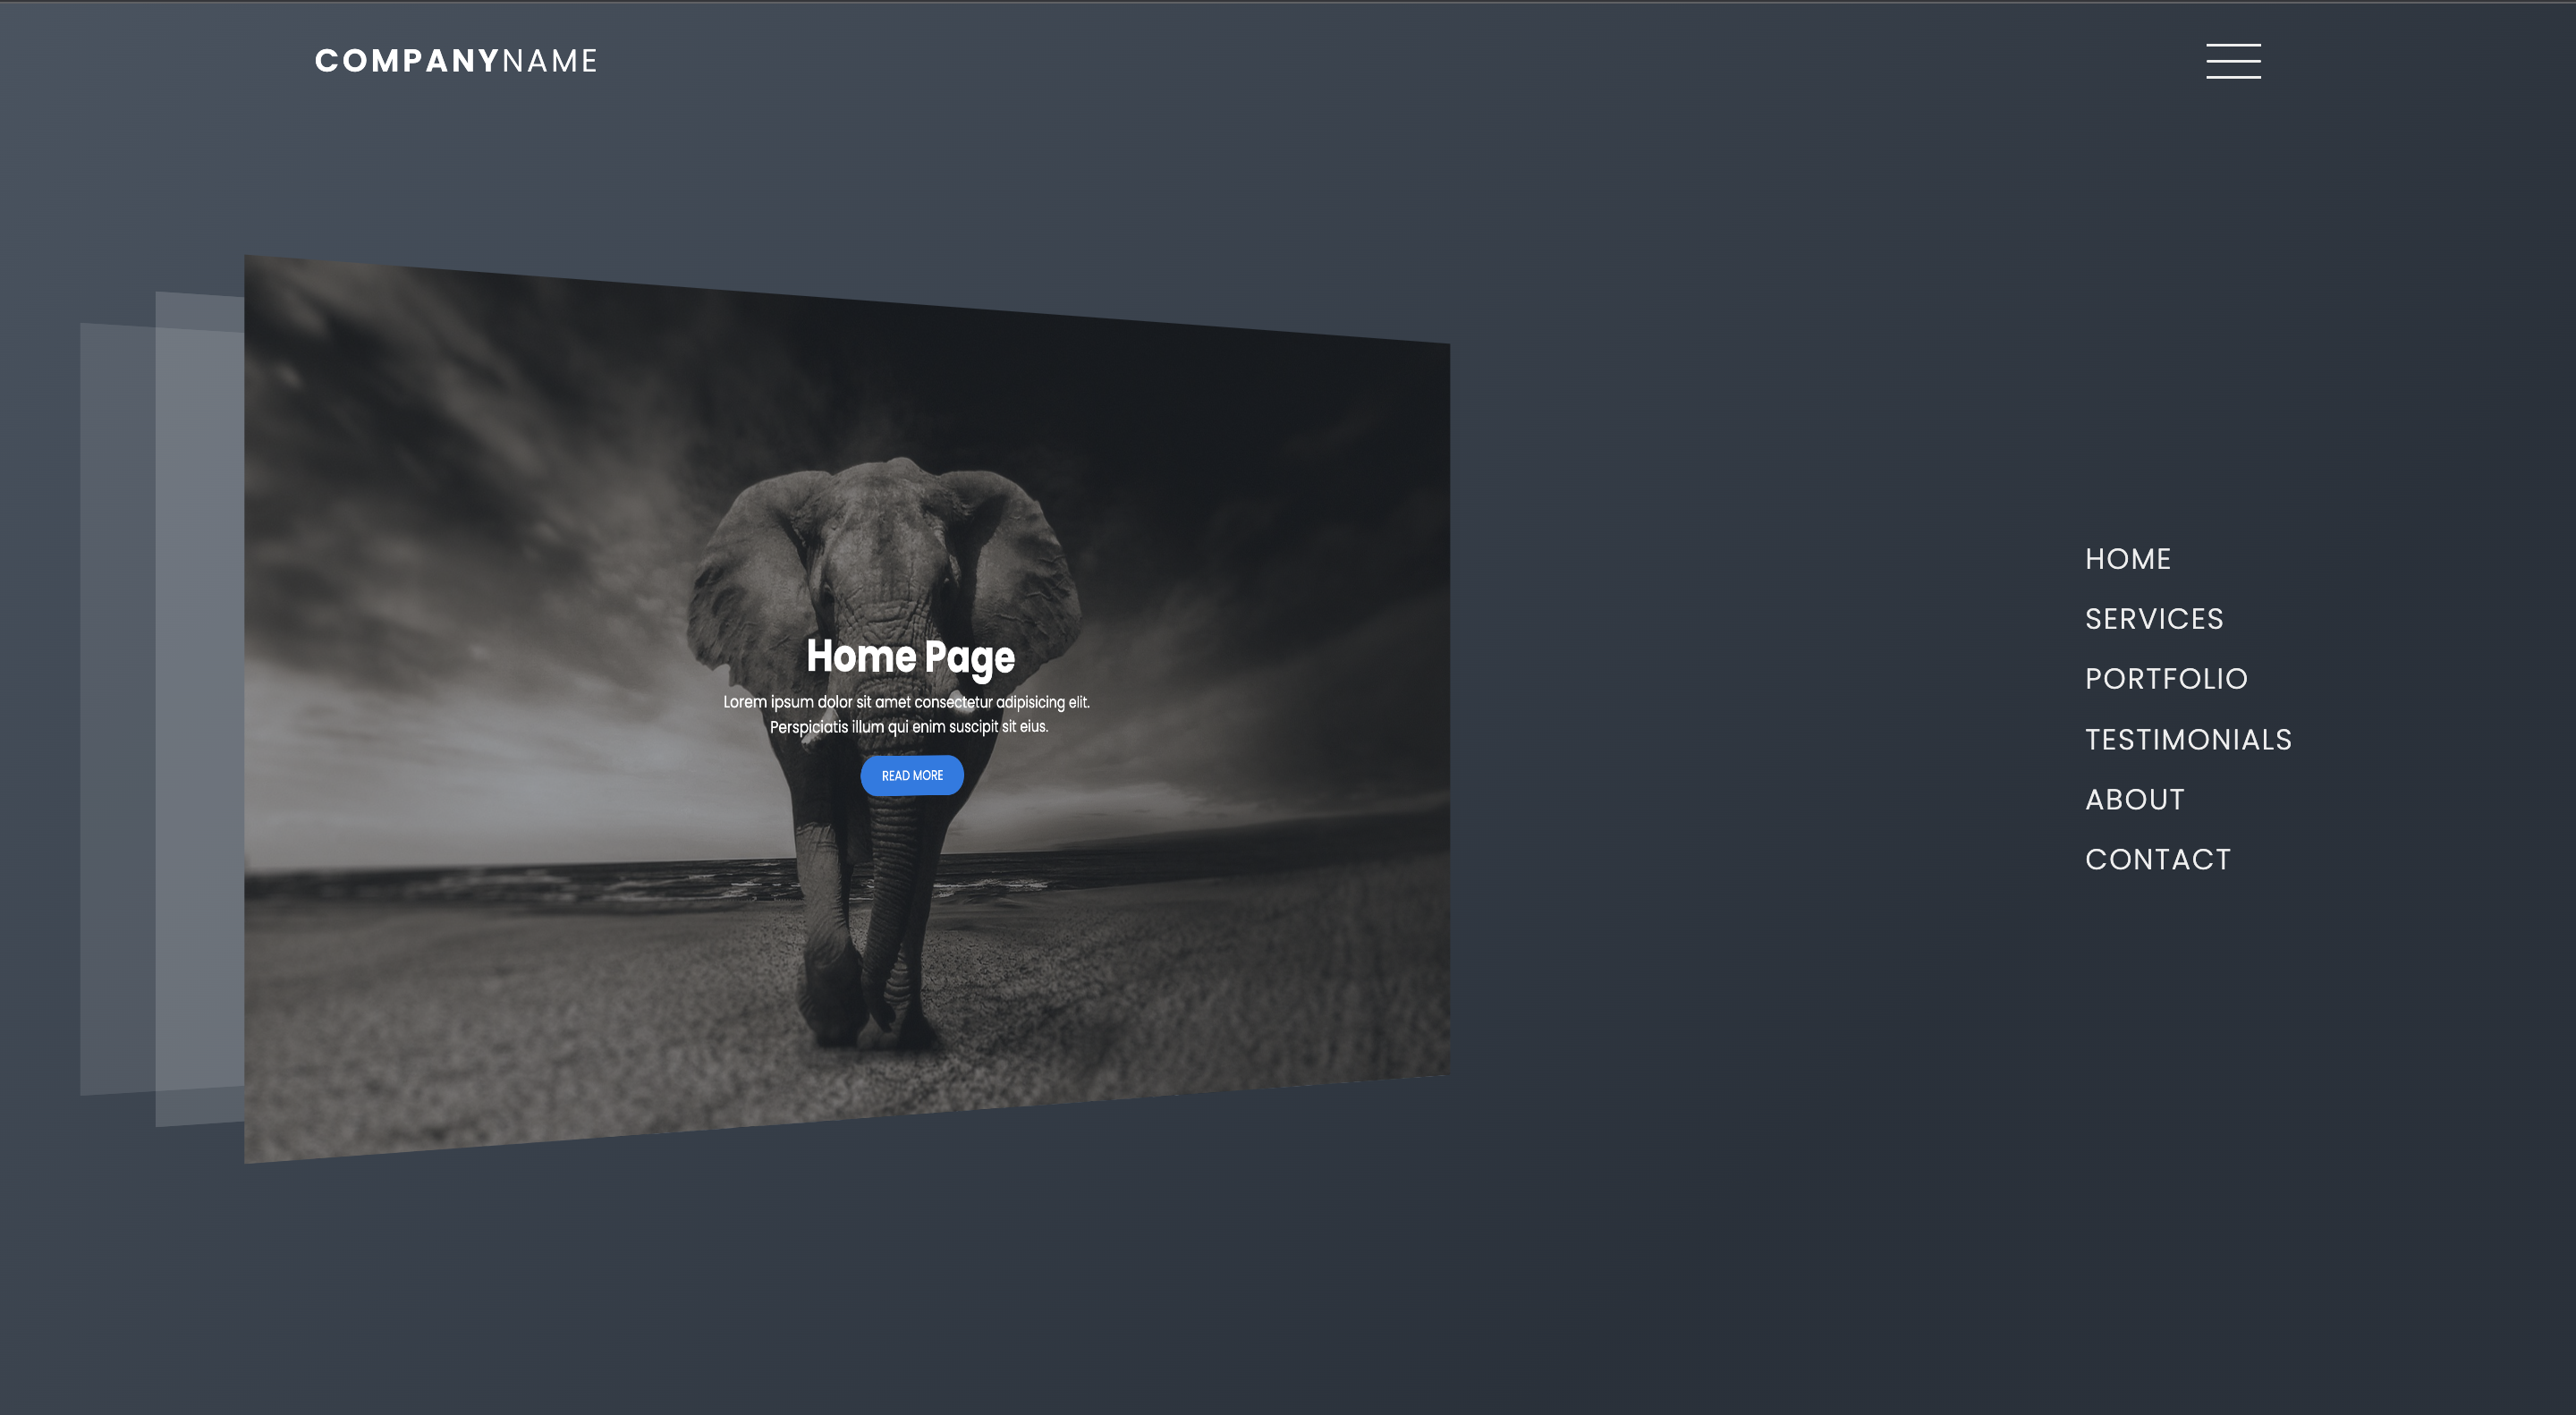 COMPANYNAME
Home Page
Lorem ipsum dolor sit amet consectetur adipisicing elit.
Perspiciatis illum qui enim suscipit sit eius.
READ MORE
HOME
SERVICES
PORTFOLIO
TESTIMONIALS
ABOUT
CONTACT